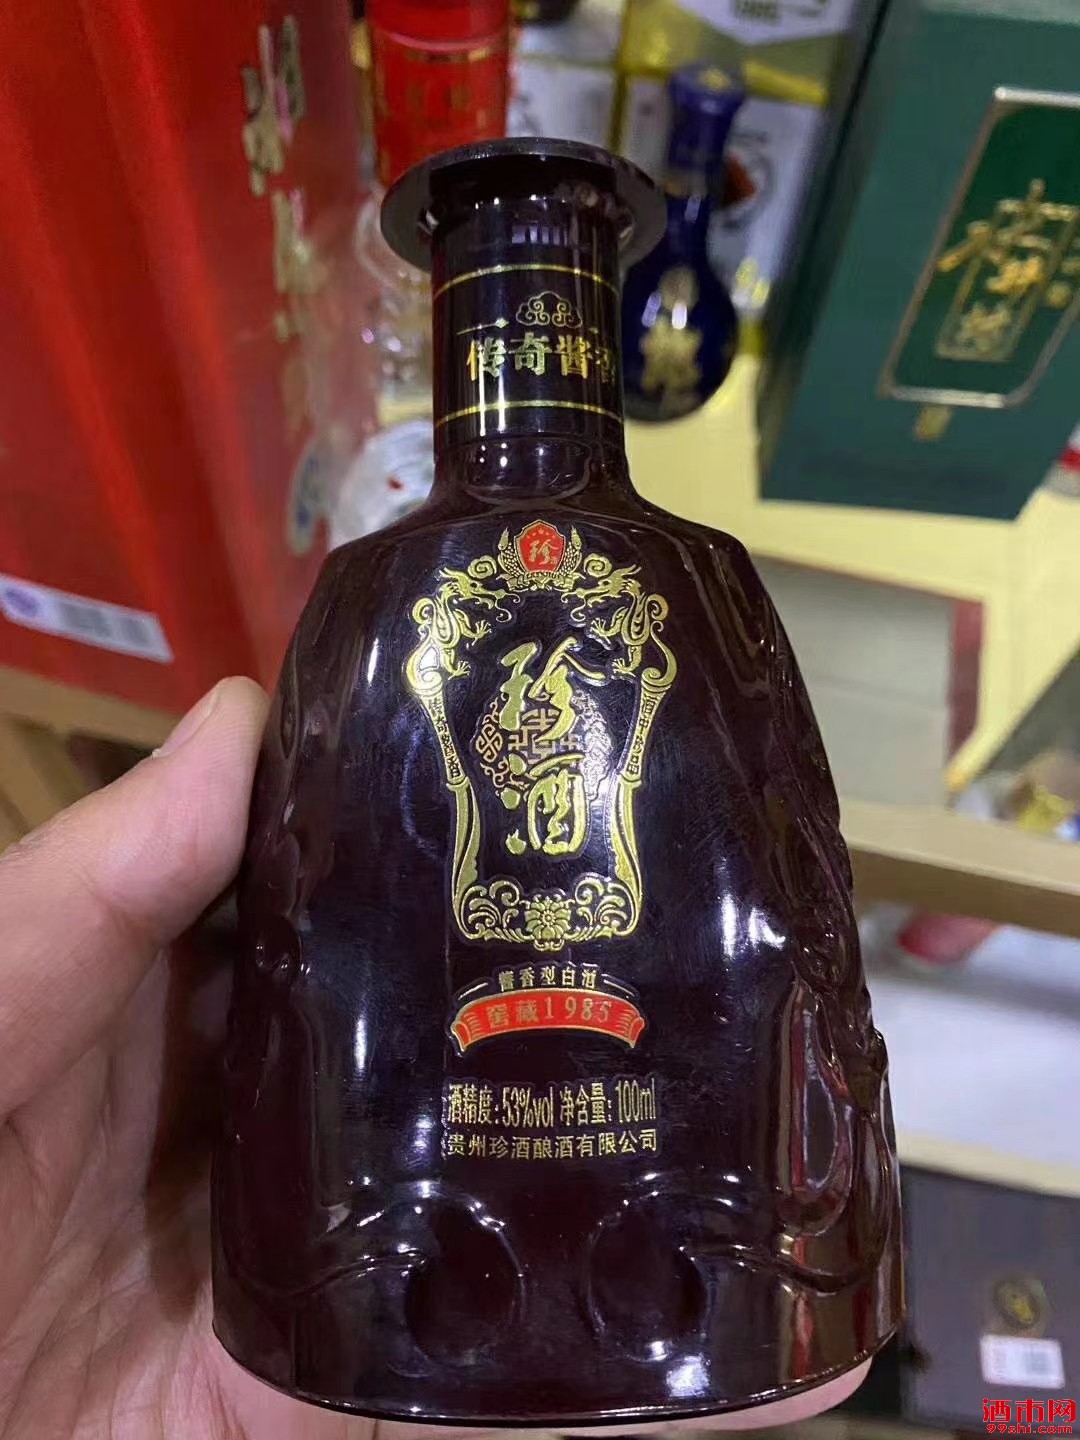 传奇酱香
珍
珍酒
酱香型白酒
窖藏1985
酒精度:53%vol 净含量:100ml
贵州珍酒酿酒有限公司
酒市网
99shi.com